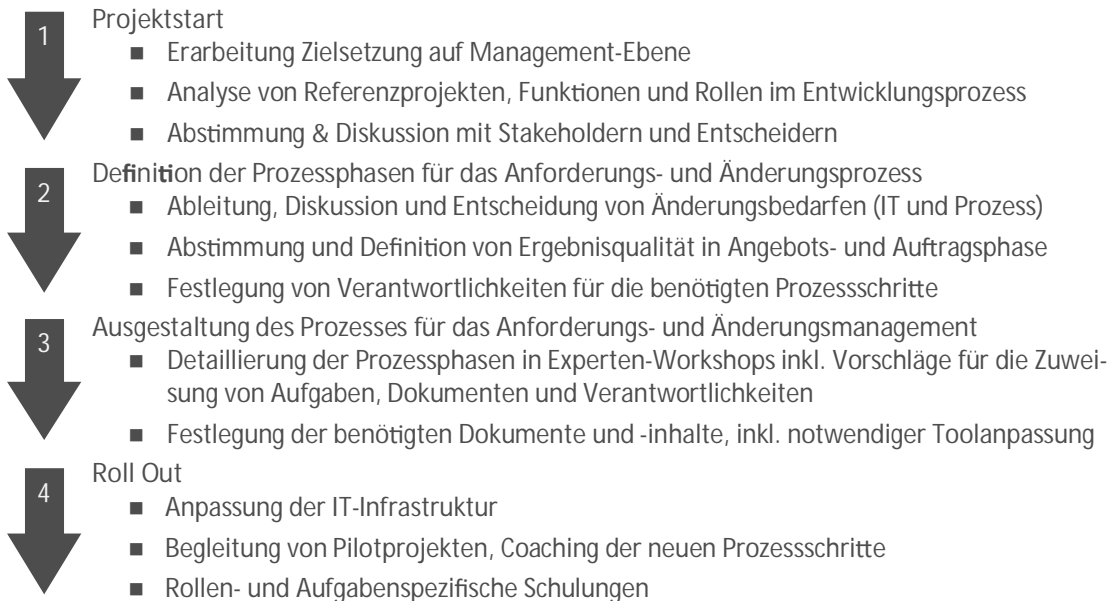 1
Projektstart
■ Erarbeitung Zielsetzung auf Management-Ebene
■ Analyse von Referenzprojekten, Funktionen und Rollen im Entwicklungsprozess
■ Abstimmung & Diskussion mit Stakeholdern und Entscheidern
2
Definition der Prozessphasen für das Anforderungs- und Änderungsprozess
■ Ableitung, Diskussion und Entscheidung von Änderungsbedarfen (IT und Prozess)
■ Abstimmung und Definition von Ergebnisqualität in Angebots- und Auftragsphase
■ Festlegung von Verantwortlichkeiten für die benötigten Prozessschritte
3
Ausgestaltung des Prozesses für das Anforderungs- und Änderungsmanagement
■ Detaillierung der Prozessphasen in Experten-Workshops inkl. Vorschläge für die Zuwei-
sung von Aufgaben, Dokumenten und Verantwortlichkeiten
■ Festlegung der benötigten Dokumente und -inhalte, inkl. notwendiger Toolanpassung
4
Roll Out
■ Anpassung der IT-Infrastruktur
■ Begleitung von Pilotprojekten, Coaching der neuen Prozessschritte
■ Rollen- und Aufgabenspezifische Schulungen